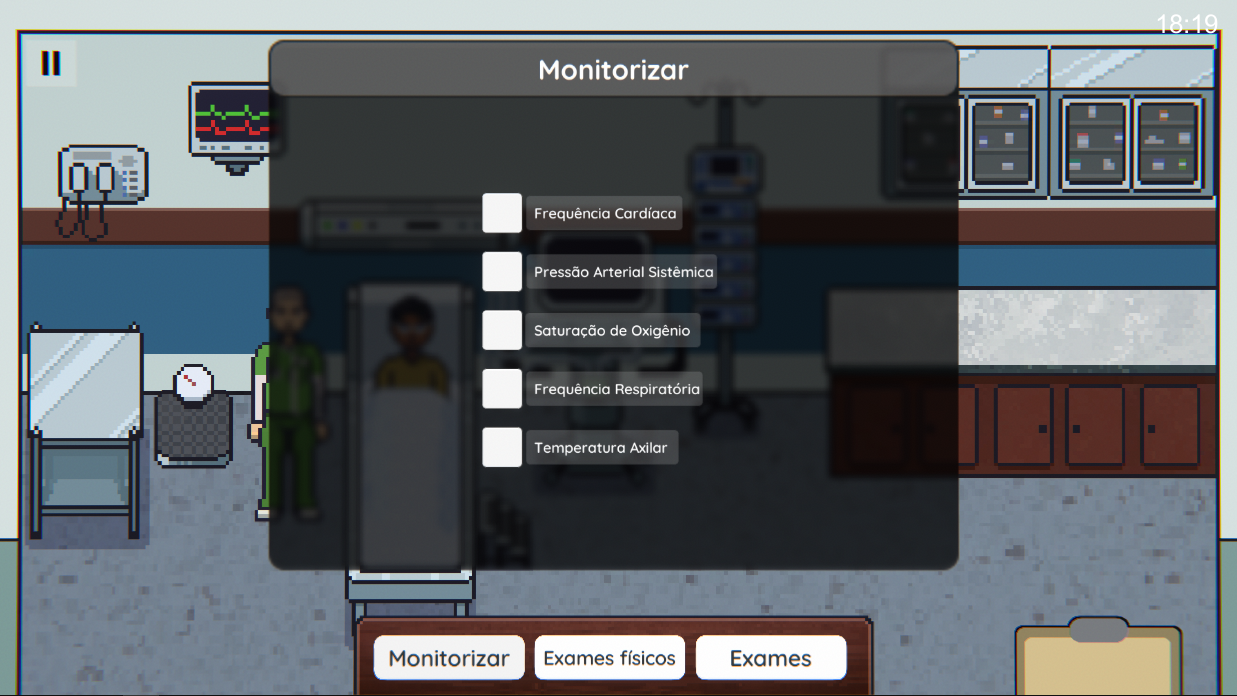 18:19
Monitorizar
Frequência Cardíaca
Pressão Arterial Sistêmica
Saturação de Oxigênio
Frequência Respiratória
Temperatura Axilar
Monitorizar
Exames físicos
Exames